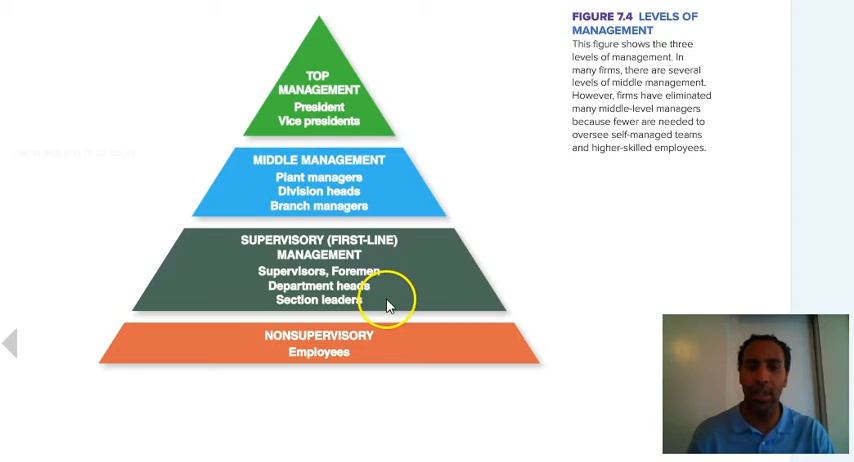 FIGURE 7.4 LEVELS OF
MANAGEMENT
This figure shows the three
levels of management. In
many firms, there are several
levels of middle management.
However, firms have eliminated
many middle-level managers
because fewer are needed to
oversee self-managed teams
and higher-skilled employees.
TOP
MANAGEMENT
President
Vice presidents
MIDDLE MANAGEMENT
Plant managers
Division heads
Branch managers
SUPERVISORY (FIRST-LINE)
MANAGEMENT
Supervisors, Foremen
Department heads
Section leaders
NONSUPERVISORY
Employees